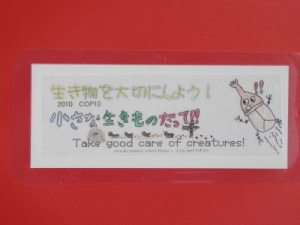 生き物を大切にしよう!
2010 COP10
小さな生きものだって!!
!!
Take good care of creatures!